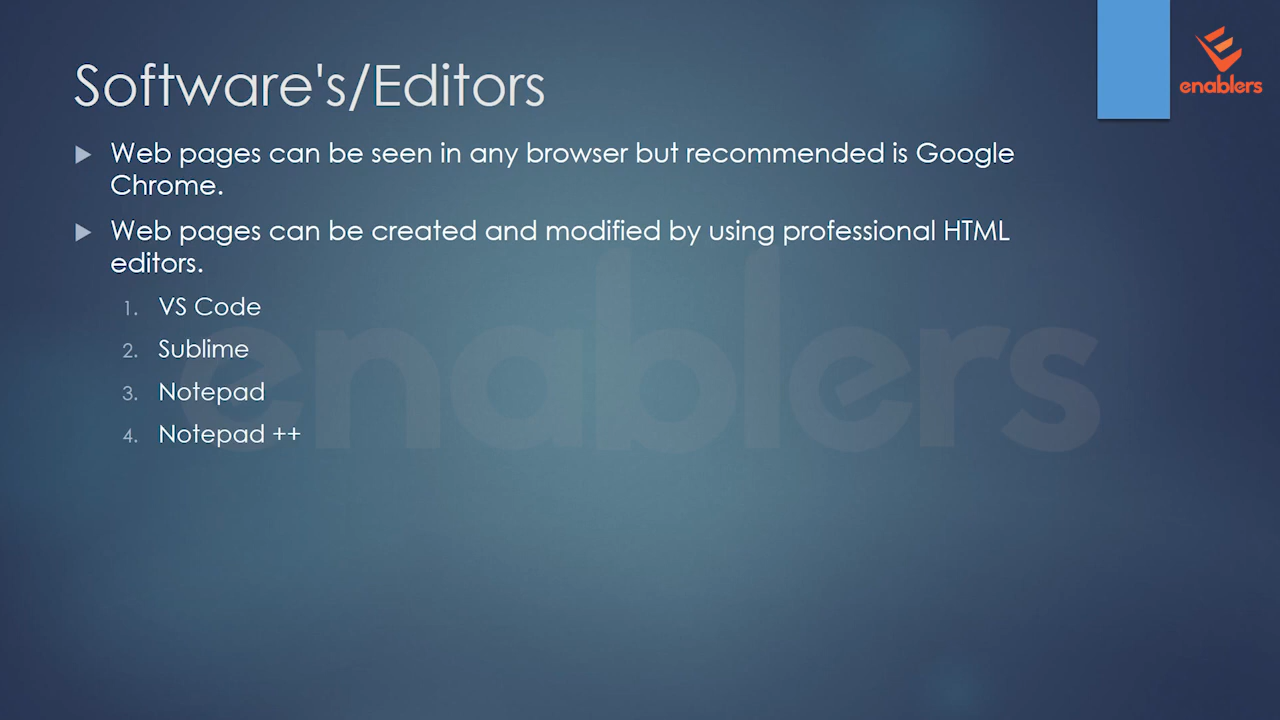 Software's/Editors
enablers
Web pages can be seen in any browser but recommended is Google
Chrome.
Web pages can be created and modified by using professional HTML
editors.
1. VS Code
2. Sublime
3. Notepad
4. Notepad ++
enablers